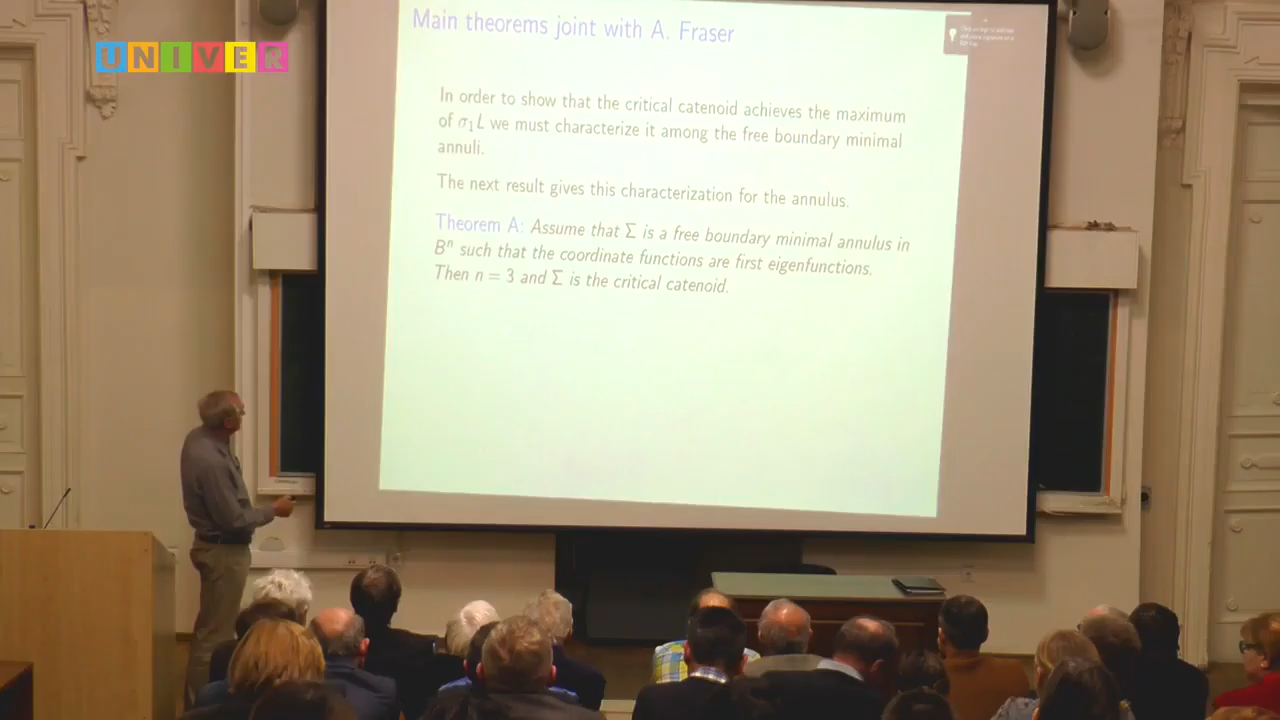 UNIVER
Main theorems joint with A. Fraser
In order to show that the critical catenoid achieves the maximum
of σ₁L we must characterize it among the free boundary minimal
annuli.
The next result gives this characterization for the annulus.
Theorem A: Assume that Σ is a free boundary minimal annulus in
Bⁿ such that the coordinate functions are first eigenfunctions.
Then n = 3 and Σ is the critical catenoid.